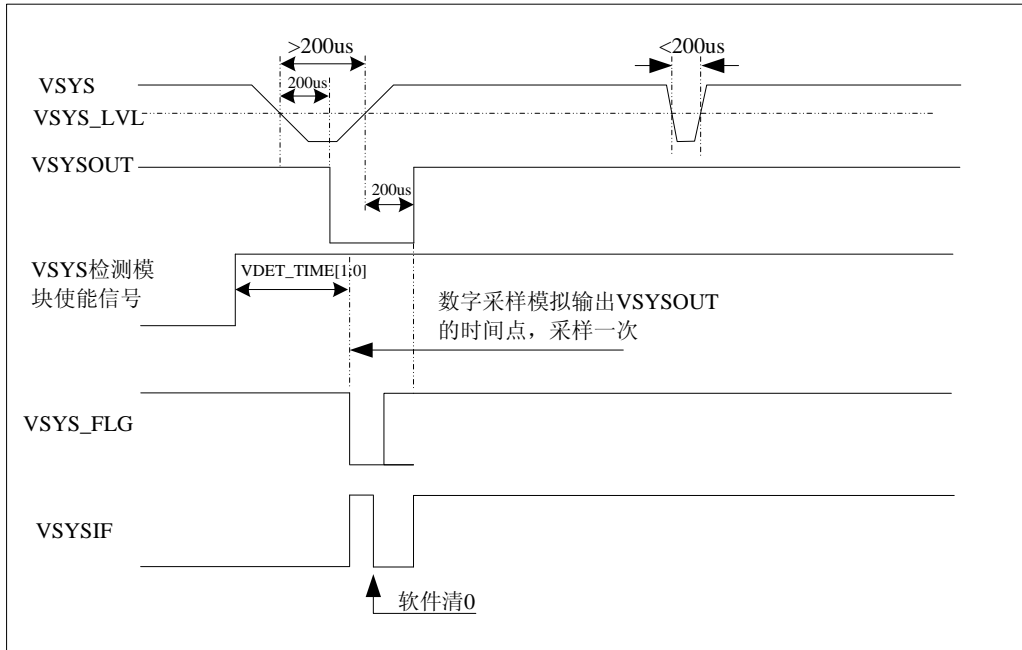 >200us
<200us
200us
VSYS
VSYS_LVL
VSYSOUT
200us
VSYS检测模
块使能信号
VDET_TIME[1:0]
数字采样模拟输出VSYSOUT
的时间点，采样一次
VSYS_FLG
VSYSIF
软件清0